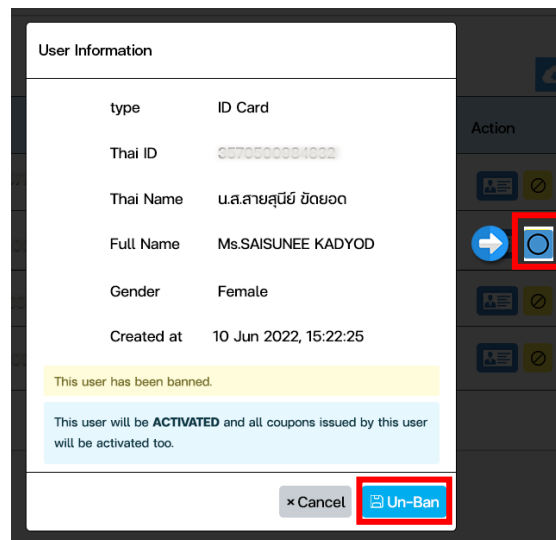 User Information
Action
type ID Card
Thai ID
Thai Name น.ส.สายสุนีย์ ขัดยอด
Full Name Ms.SAISUNEE KADYOD
Gender Female
Created at 10 Jun 2022, 15:22:25
This user has been banned.
This user will be ACTIVATED and all coupons issued by this user
will be activated too.
× Cancel Un-Ban